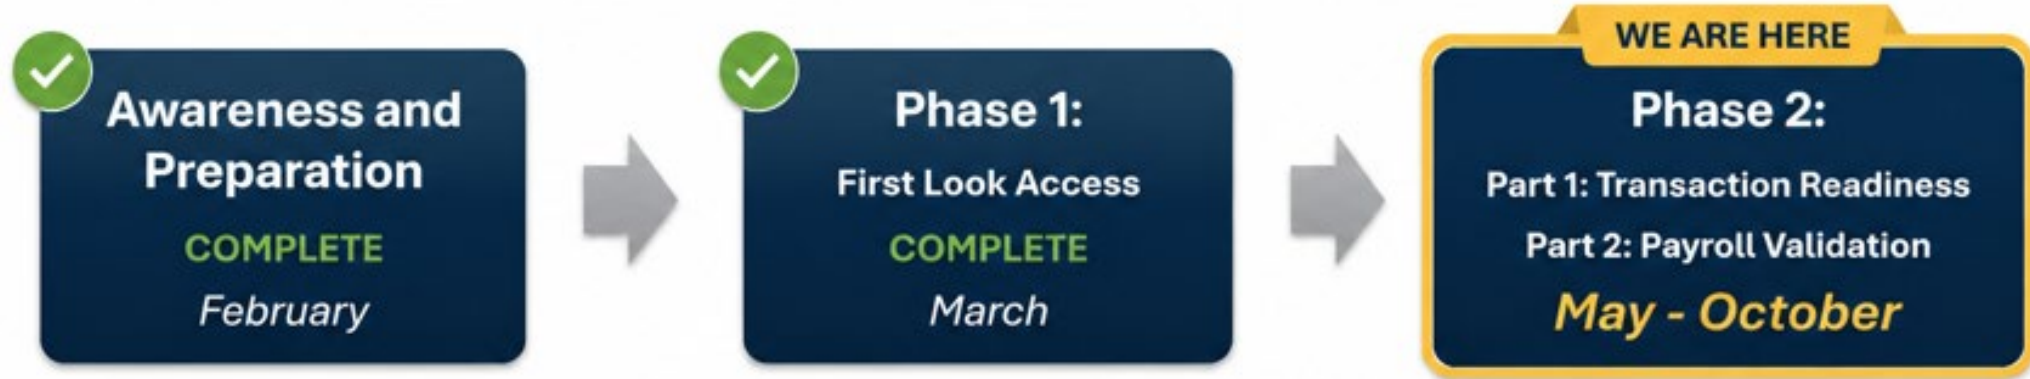 Awareness and
Preparation
COMPLETE
February
Phase 1:
First Look Access
COMPLETE
March
WE ARE HERE
Phase 2:
Part 1: Transaction Readiness
Part 2: Payroll Validation
May - October